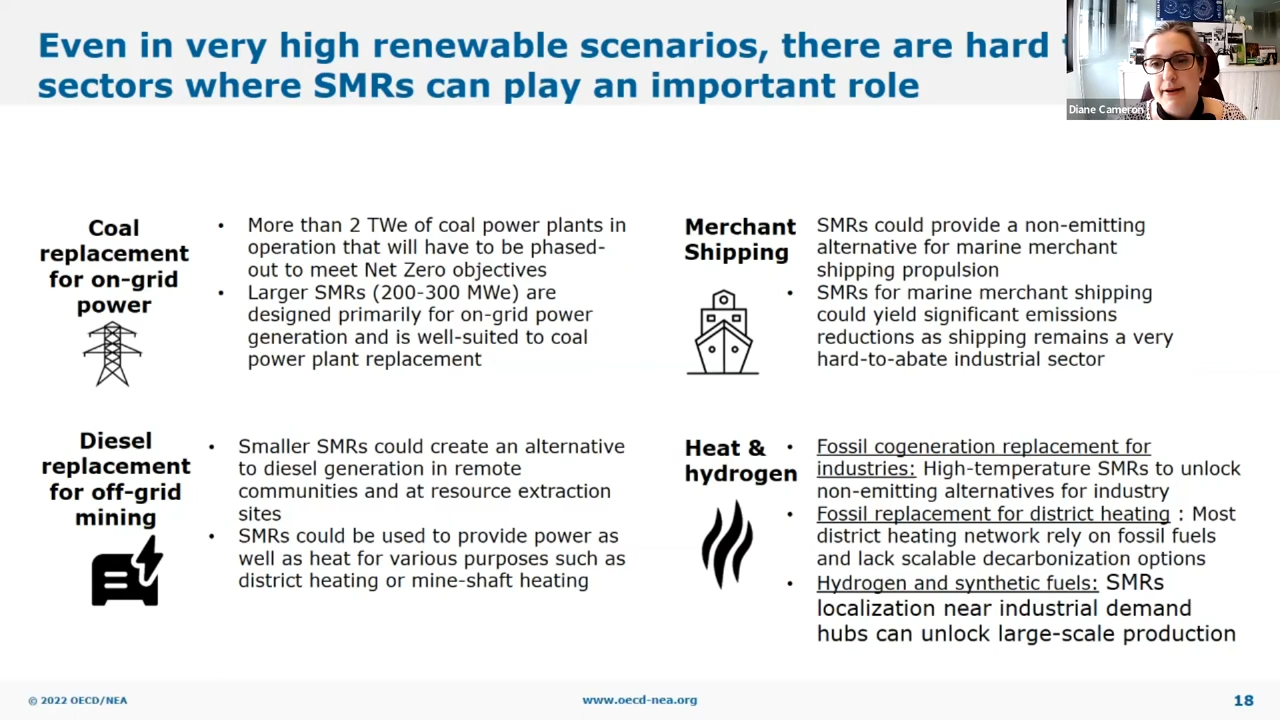 Even in very high renewable scenarios, there are hard
sectors where SMRs can play an important role
Diane Cameron
Coal
replacement
for on-grid
power
• More than 2 TWe of coal power plants in
operation that will have to be phased-
out to meet Net Zero objectives
• Larger SMRs (200-300 MWe) are
designed primarily for on-grid power
generation and is well-suited to coal
power plant replacement
Merchant
Shipping
SMRs could provide a non-emitting
alternative for marine merchant
shipping propulsion
• SMRs for marine merchant shipping
could yield significant emissions
reductions as shipping remains a very
hard-to-abate industrial sector
Diesel
replacement
for off-grid
mining
• Smaller SMRs could create an alternative
to diesel generation in remote
communities and at resource extraction
sites
• SMRs could be used to provide power as
well as heat for various purposes such as
district heating or mine-shaft heating
Heat &
hydrogen
• Fossil cogeneration replacement for
industries: High-temperature SMRs to unlock
non-emitting alternatives for industry
• Fossil replacement for district heating : Most
district heating network rely on fossil fuels
and lack scalable decarbonization options
• Hydrogen and synthetic fuels: SMRs
localization near industrial demand
hubs can unlock large-scale production
© 2022 OECD/NEA
www.oecd-nea.org
18